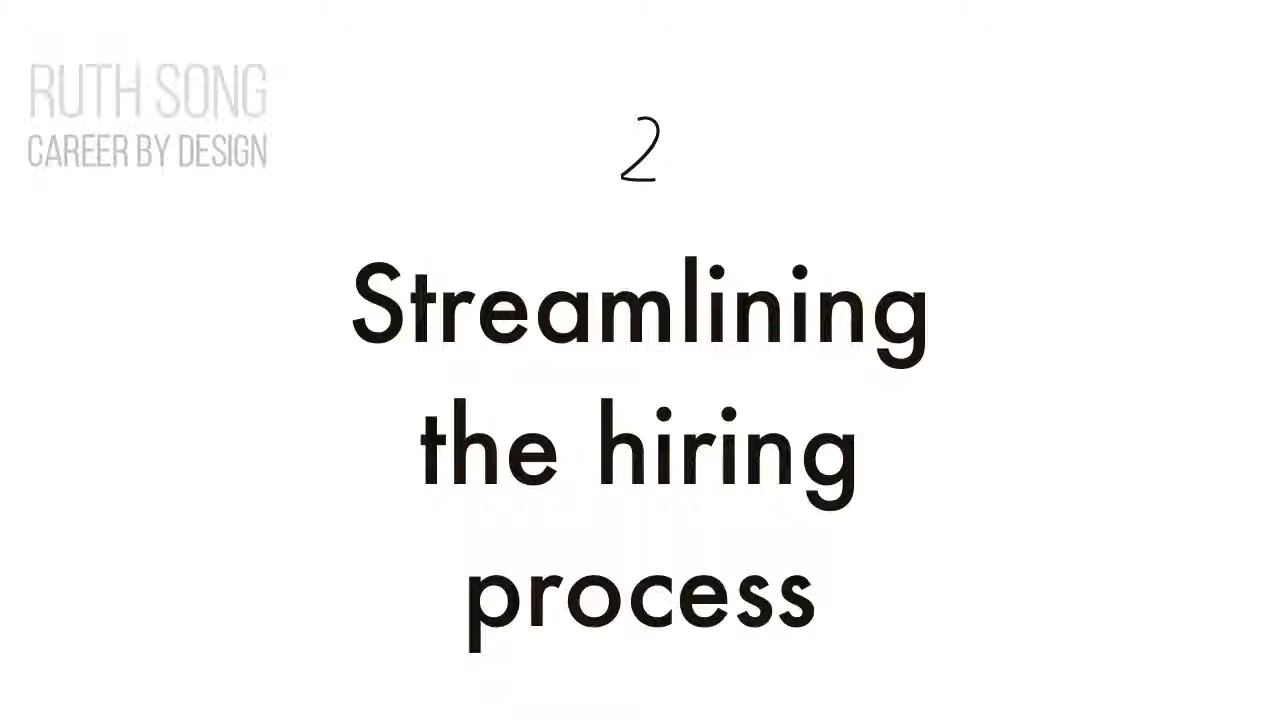 RUTH SONG
CAREER BY DESIGN
2
Streamlining
the hiring
process